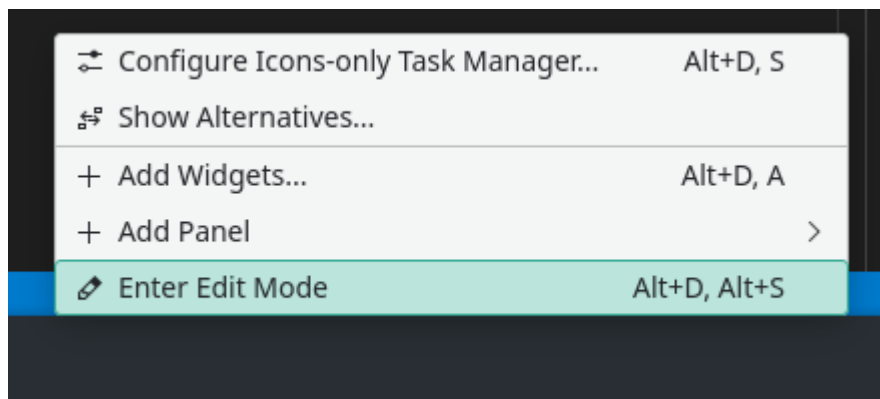 Configure Icons-only Task Manager... Alt+D, S
Show Alternatives...
Add Widgets... Alt+D, A
Add Panel
Enter Edit Mode Alt+D, Alt+S